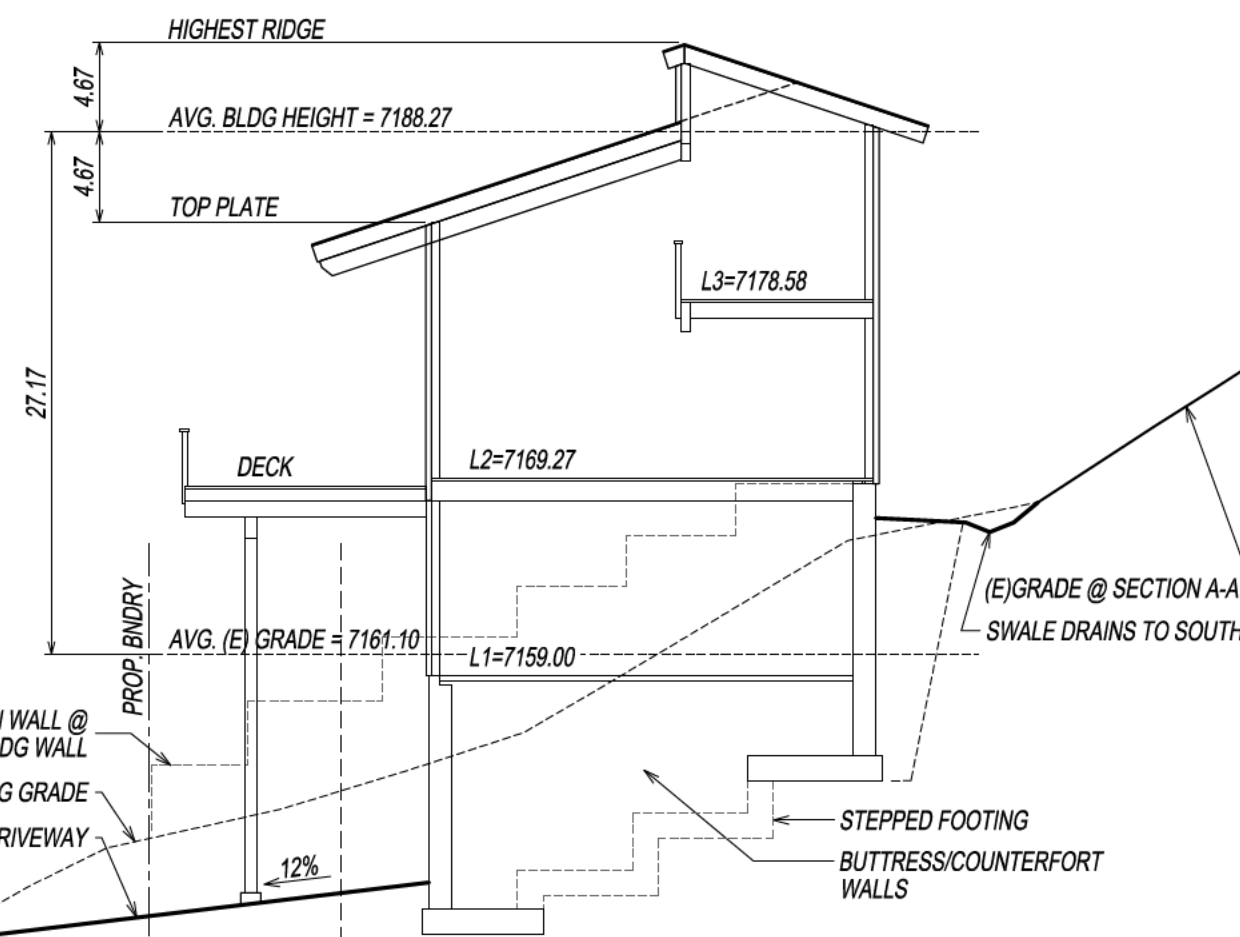 HIGHEST RIDGE
4.67
AVG. BLDG HEIGHT = 7188.27
4.67
TOP PLATE
L3=7178.58
27.17
DECK
L2=7169.27
PROP. BNDRY
AVG. (E) GRADE = 7161.10
L1=7159.00
(E)GRADE @ SECTION A-A
SWALE DRAINS TO SOUTH
WALL @
DG WALL
G GRADE
RIVEWAY
12%
STEPPED FOOTING
BUTTRESS/COUNTERFORT
WALLS